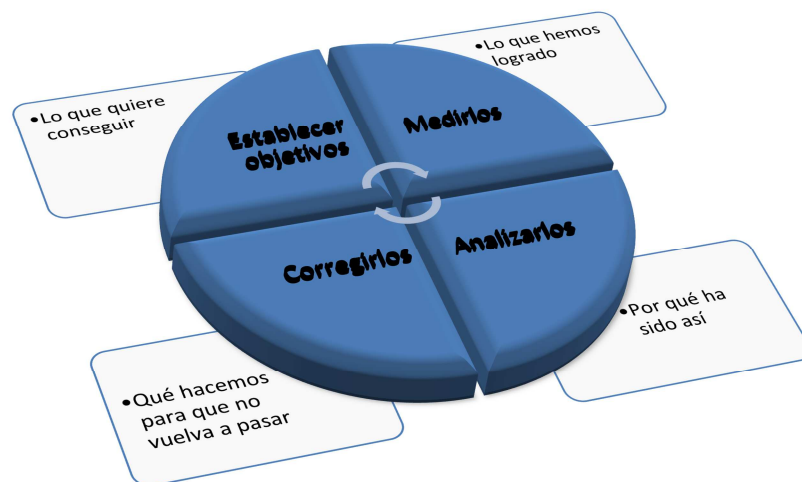 •Lo que quiere
conseguir
Establecer
objetivos
Medirlos
•Lo que hemos
logrado
Corregirlos
Analizarlos
•Qué hacemos
para que no
vuelva a pasar
•Por qué ha
sido así